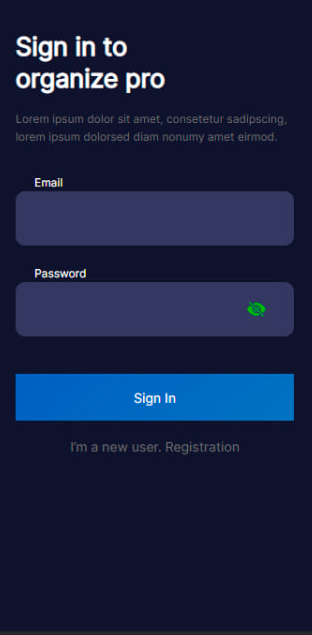 Sign in to
organize pro
Lorem ipsum dolor sit amet, consetetur sadipscing,
lorem ipsum dolorsed diam nonumy amet eirmod.
Email
Password
Sign In
I'm a new user. Registration